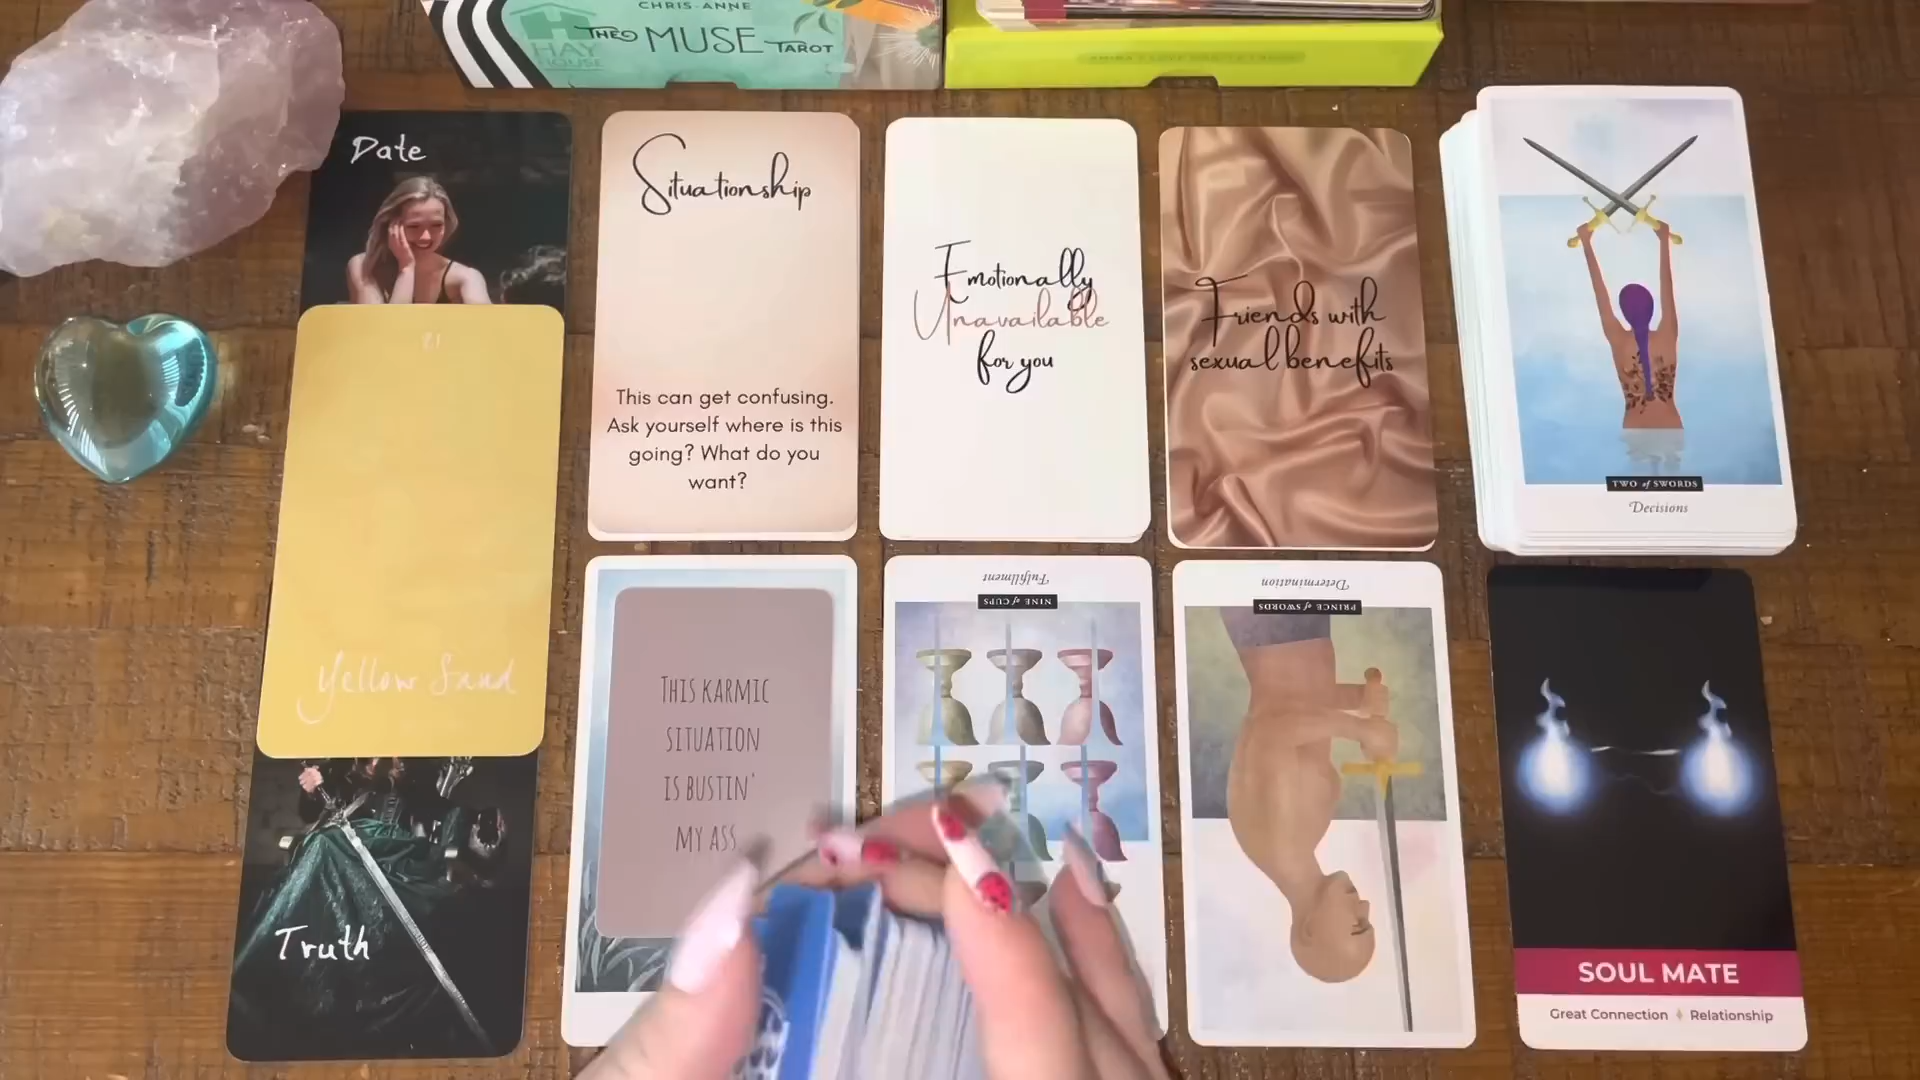 CHRIS-ANNE
THE MUSE TAROT
HAY
HOUSE
Date
Situationship
This can get confusing.
Ask yourself where is this
going? What do you
want?
Emotionally
Unavailable
for you
Friends with
sexual benefits
TWO of SWORDS
Decisions
Yellow Sand
Truth
THIS KARMIC
SITUATION
IS BUSTIN'
MY ASS
NINE of CUPS
Fulfillment
PRINCE of SWORDS
Determination
SOUL MATE
Great Connection ♦ Relationship